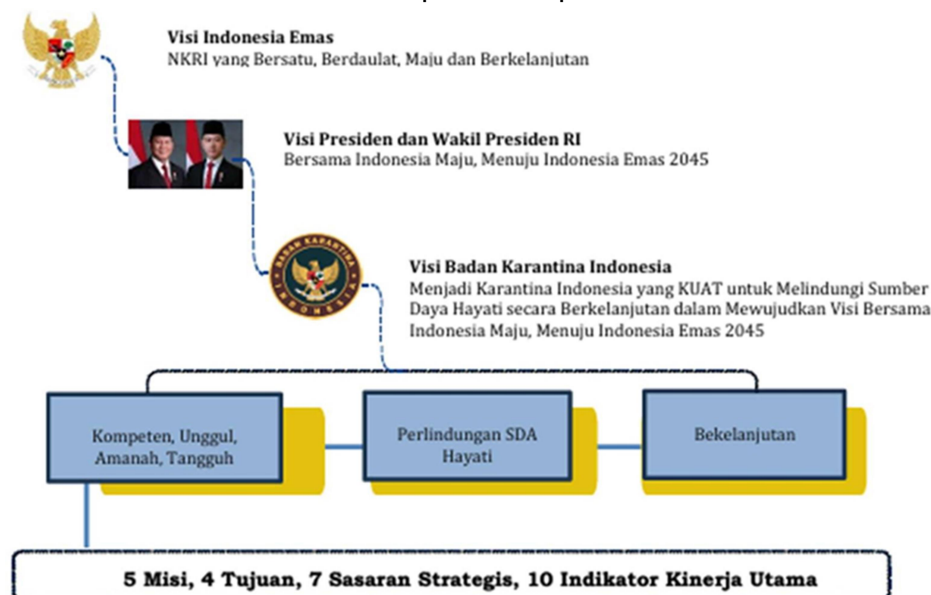 Visi Indonesia Emas
NKRI yang Bersatu, Berdaulat, Maju dan Berkelanjutan
Visi Presiden dan Wakil Presiden RI
Bersama Indonesia Maju, Menuju Indonesia Emas 2045
BADAN KARANTINA
INDONESIA
Visi Badan Karantina Indonesia
Menjadi Karantina Indonesia yang KUAT untuk Melindungi Sumber
Daya Hayati secara Berkelanjutan dalam Mewujudkan Visi Bersama
Indonesia Maju, Menuju Indonesia Emas 2045
Kompeten, Unggul,
Amanah, Tangguh
Perlindungan SDA
Hayati
Bekelanjutan
5 Misi, 4 Tujuan, 7 Sasaran Strategis, 10 Indikator Kinerja Utama